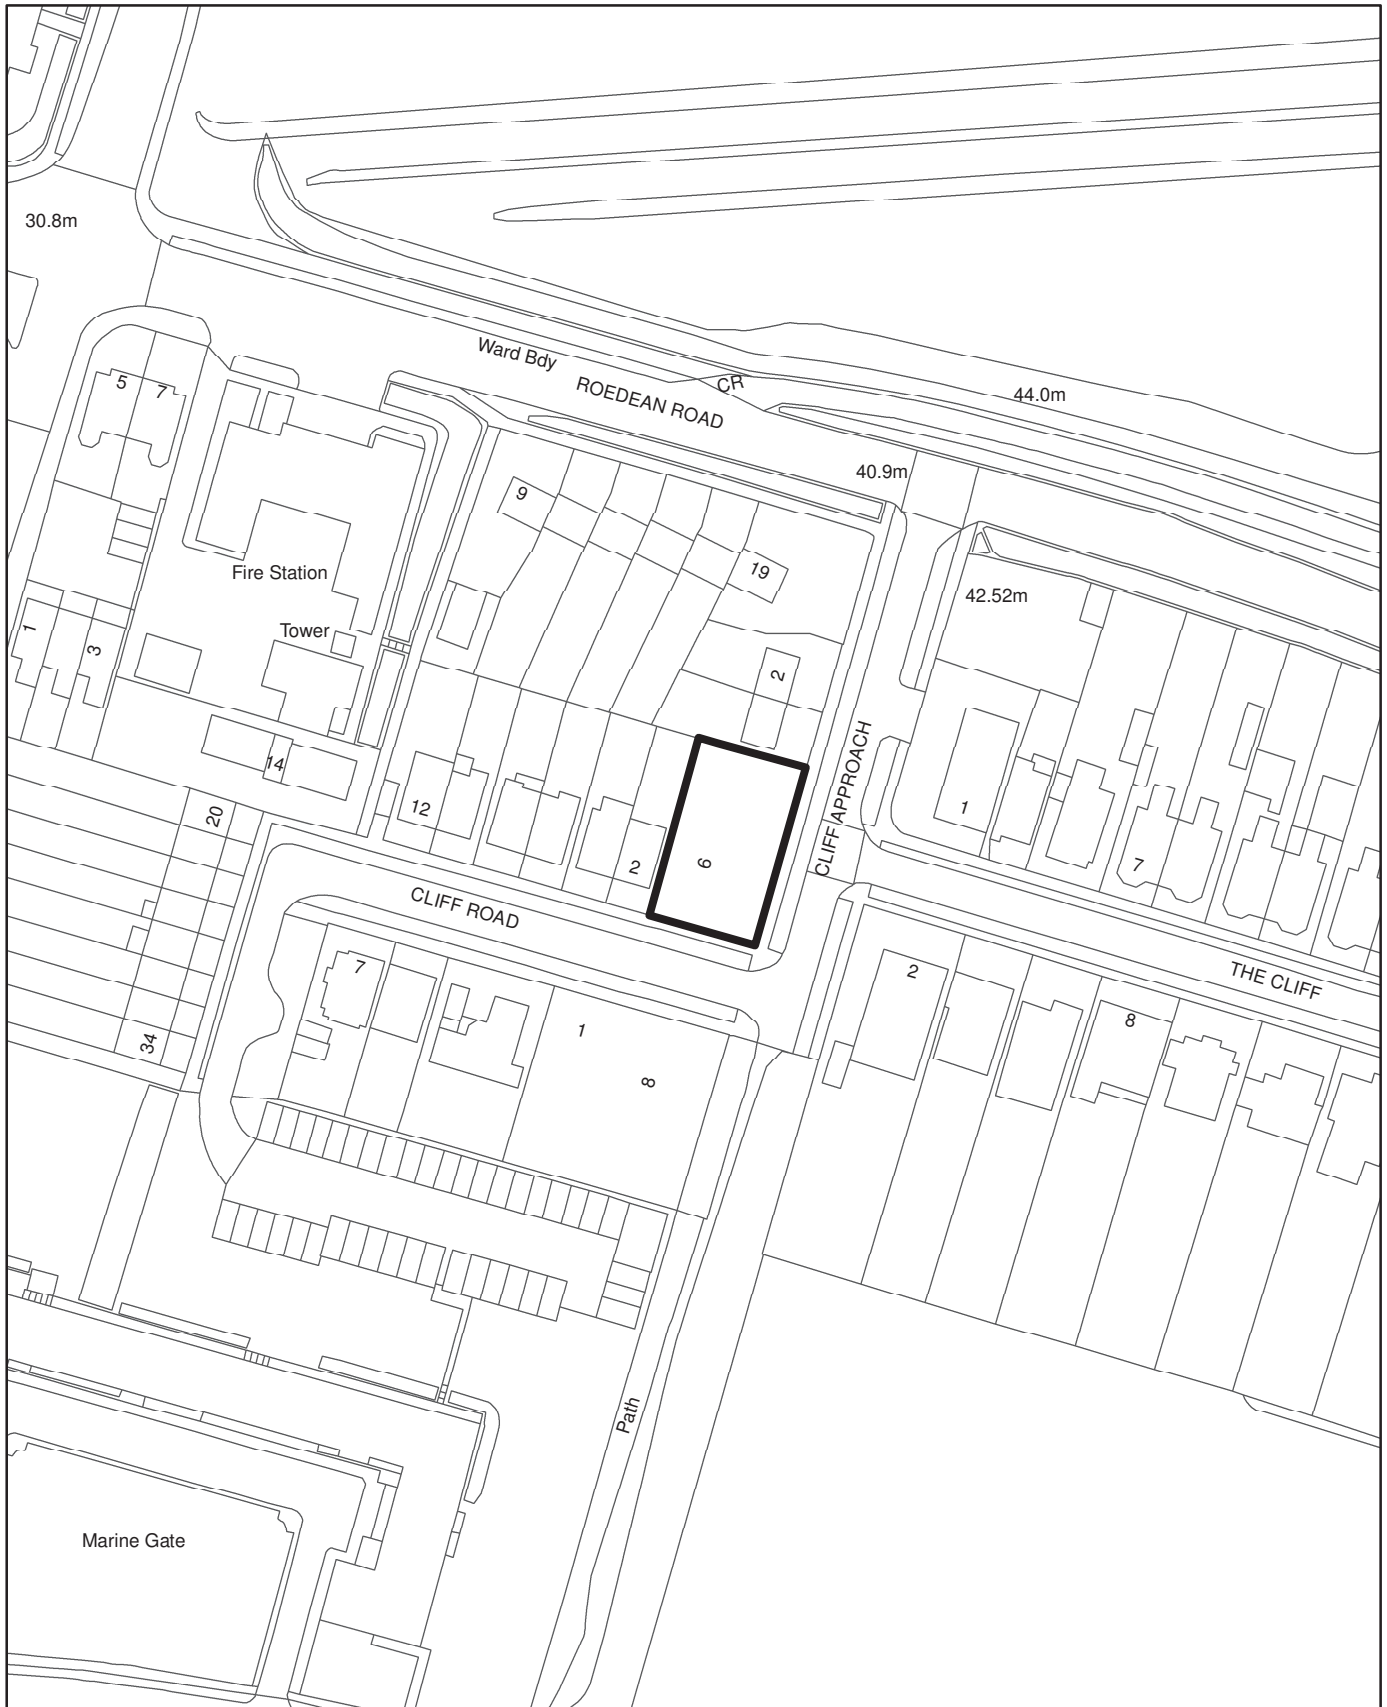 30.8m
Ward Bdy
CR
ROEDEAN ROAD
44.0m
5
7
40.9m
9
19
Fire Station
42.52m
Tower
1
3
2
14
12
20
CLIFF APPROACH
1
2
6
7
CLIFF ROAD
7
2
THE CLIFF
34
1
8
8
Path
Marine Gate